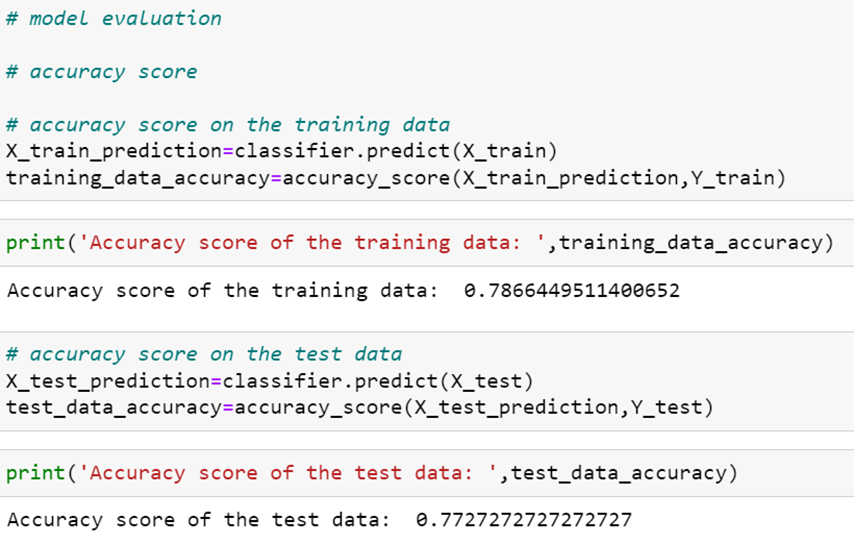 # model evaluation
# accuracy score
# accuracy score on the training data
X_train_prediction=classifier.predict(X_train)
training_data_accuracy=accuracy_score(X_train_prediction,Y_train)
print('Accuracy score of the training data: ',training_data_accuracy)
Accuracy score of the training data:  0.7866449511400652
# accuracy score on the test data
X_test_prediction=classifier.predict(X_test)
test_data_accuracy=accuracy_score(X_test_prediction,Y_test)
print('Accuracy score of the test data: ',test_data_accuracy)
Accuracy score of the test data:  0.7727272727272727